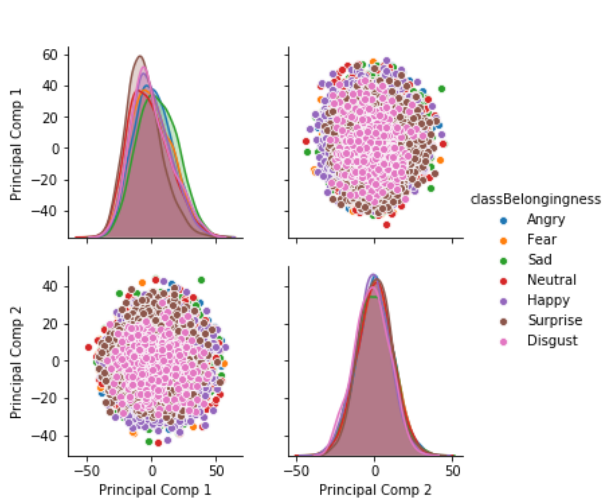 60
40
20
0
−20
−40
Principal Comp 1
classBelongingness
Angry
Fear
Sad
Neutral
Happy
Surprise
Disgust
40
20
0
−20
−40
Principal Comp 2
−50 0 50
Principal Comp 1
−50 0 50
Principal Comp 2